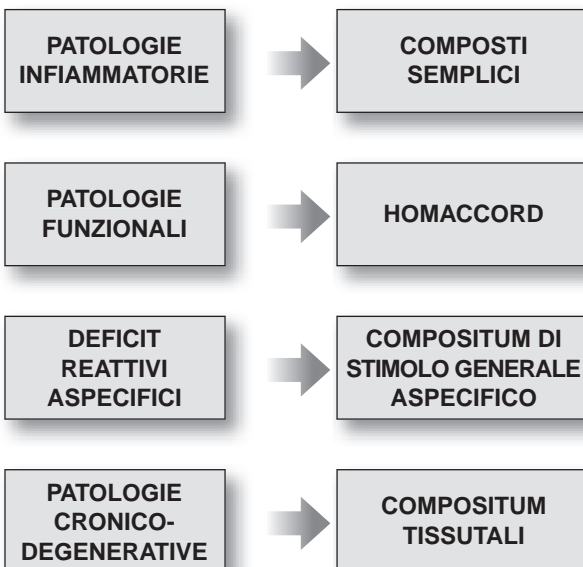 PATOLOGIE
INFIAMMATORIE
COMPOSTI
SEMPLICI
PATOLOGIE
FUNZIONALI
HOMACCORD
DEFICIT
REATTIVI
ASPECIFICI
COMPOSITUM DI
STIMOLO GENERALE
ASPECIFICO
PATOLOGIE
CRONICO-
DEGENERATIVE
COMPOSITUM
TISSUTALI